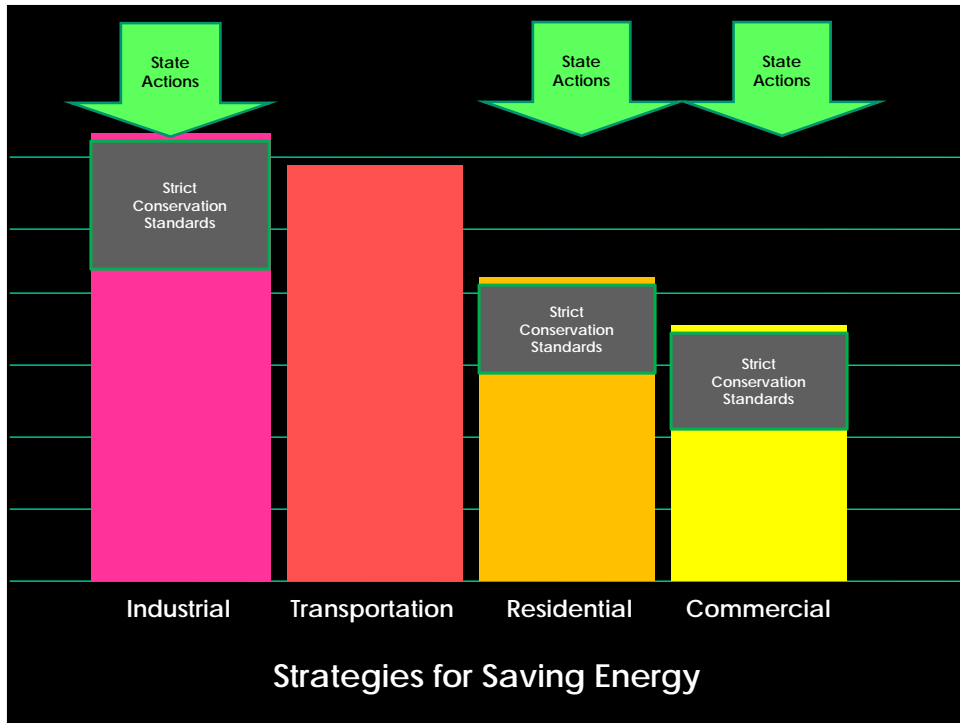 State
Actions
State
Actions
State
Actions
Strict
Conservation
Standards
Strict
Conservation
Standards
Strict
Conservation
Standards
Industrial
Transportation
Residential
Commercial
Strategies for Saving Energy